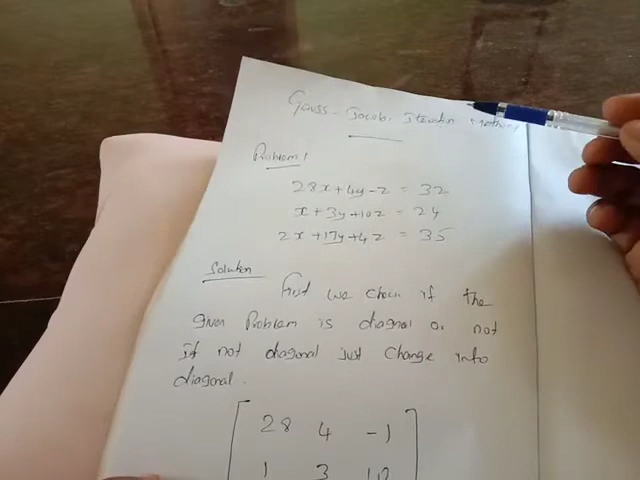 Gauss - Jacobi Iteration Method
Problem 1
28x+4y-z = 32
x+3y+10z = 24
2x+17y+4z = 35
Solution
First we check if the
given Problem is diagonal or not
if not diagonal just change into
diagonal.
28 4 -1
1 3 10